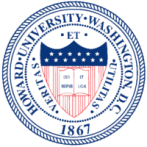 HOWARD · UNIVERSITY · WASHINGTON, D.C.
· ET ·
VERITAS
UTILITAS
1867